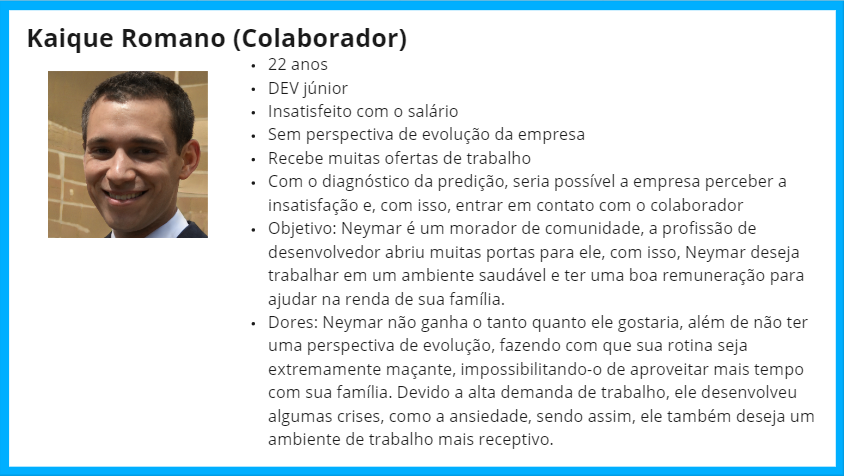 Kaique Romano (Colaborador)
• 22 anos
• DEV júnior
• Insatisfeito com o salário
• Sem perspectiva de evolução da empresa
• Recebe muitas ofertas de trabalho
• Com o diagnóstico da predição, seria possível a empresa perceber a
insatisfação e, com isso, entrar em contato com o colaborador
• Objetivo: Neymar é um morador de comunidade, a profissão de
desenvolvedor abriu muitas portas para ele, com isso, Neymar deseja
trabalhar em um ambiente saudável e ter uma boa remuneração para
ajudar na renda de sua família.
• Dores: Neymar não ganha o tanto quanto ele gostaria, além de não ter
uma perspectiva de evolução, fazendo com que sua rotina seja
extremamente maçante, impossibilitando-o de aproveitar mais tempo
com sua família. Devido a alta demanda de trabalho, ele desenvolveu
algumas crises, como a ansiedade, sendo assim, ele também deseja um
ambiente de trabalho mais receptivo.